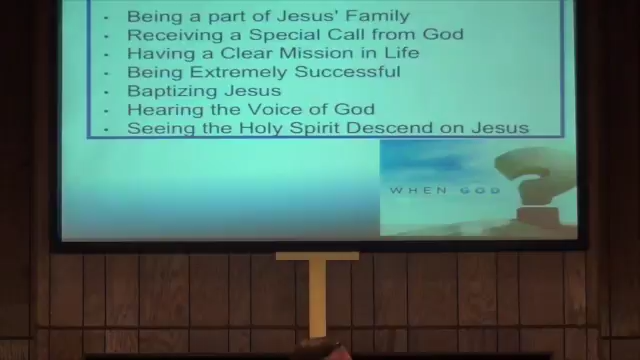 · Being a part of Jesus' Family
· Receiving a Special Call from God
· Having a Clear Mission in Life
· Being Extremely Successful
· Baptizing Jesus
· Hearing the Voice of God
· Seeing the Holy Spirit Descend on Jesus
WHEN GOD